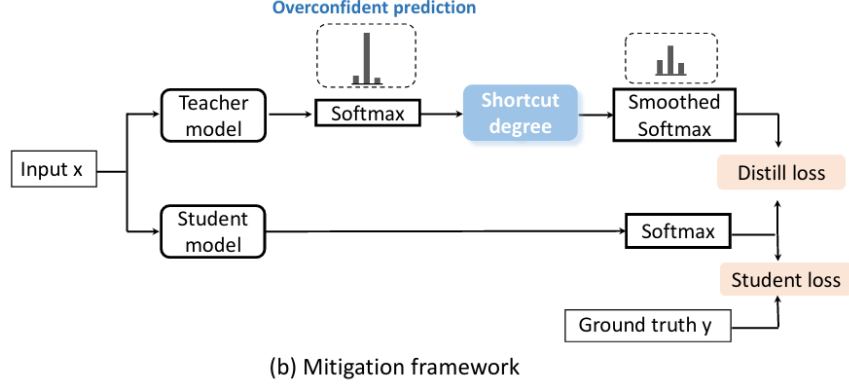 Overconfident prediction
Teacher
model
Softmax
Shortcut
degree
Smoothed
Softmax
Input x
Distill loss
Student
model
Softmax
Student loss
Ground truth y
(b) Mitigation framework